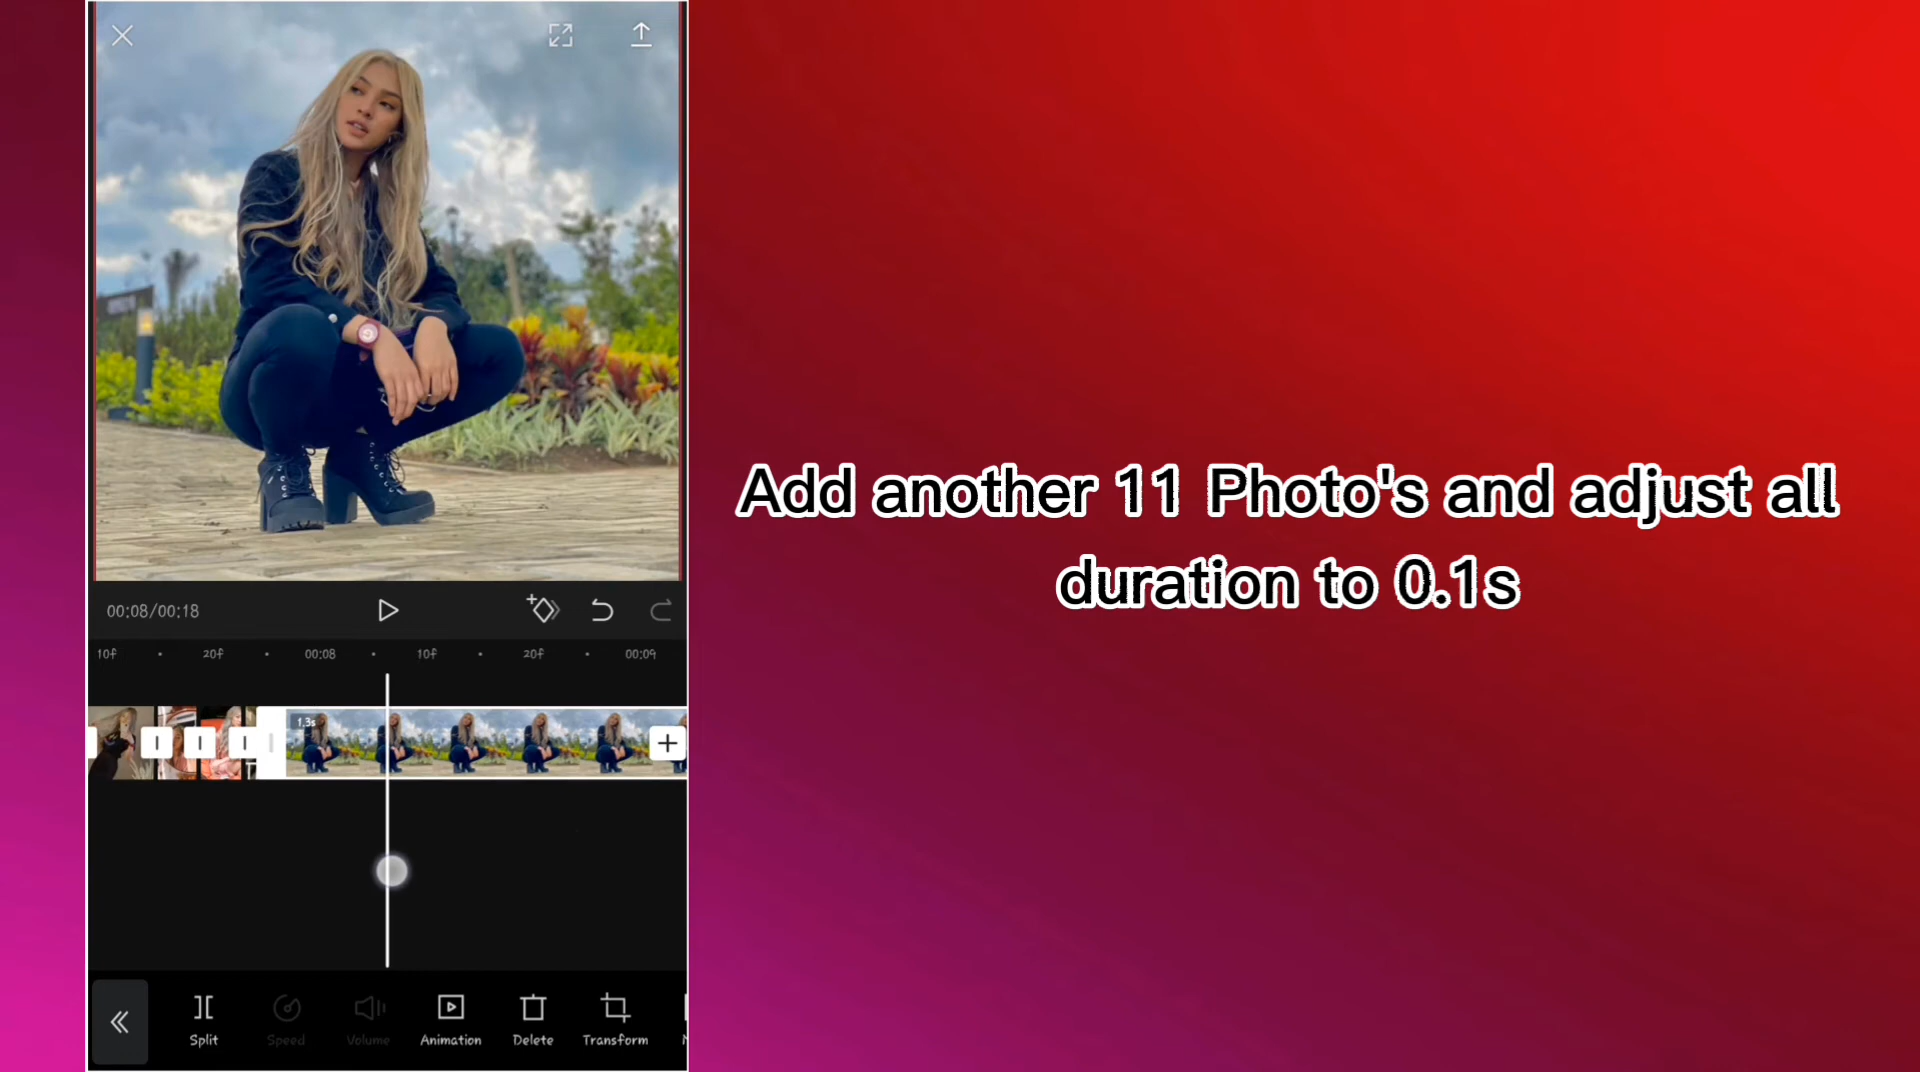 00:08/00:18
10f
20f
00:08
10f
20f
00:09
1.3s
Split
Speed
Volume
Animation
Delete
Transform
Add another 11 Photo's and adjust all
duration to 0.1s